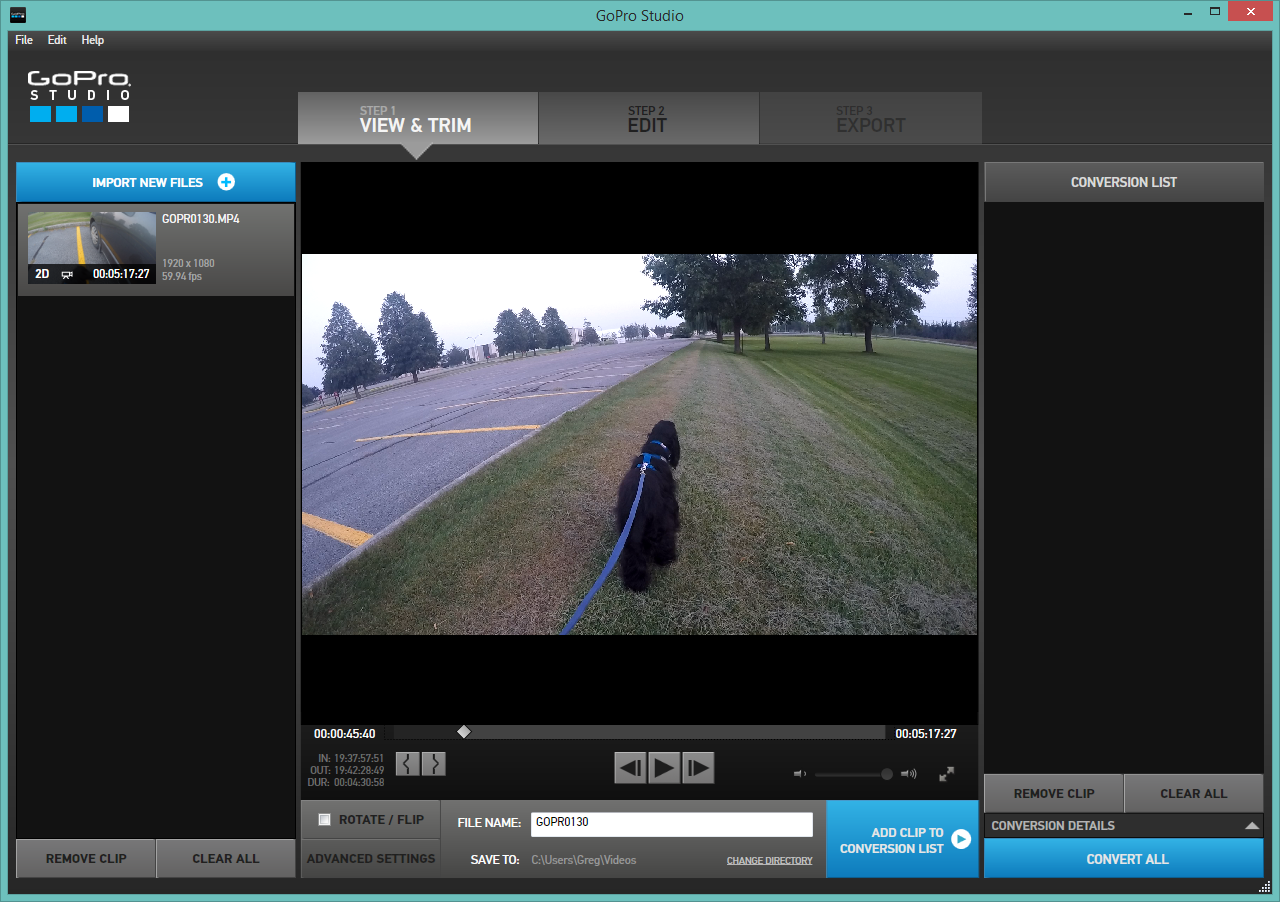 GoPro Studio
File Edit Help
GoPro
STUDIO
STEP 1
VIEW & TRIM
STEP 2
EDIT
STEP 3
EXPORT
IMPORT NEW FILES
GOPR0130.MP4
1920 x 1080
59.94 fps
2D 00:05:17:27
REMOVE CLIP CLEAR ALL
00:00:45:40 00:05:17:27
IN: 19:37:57:51
OUT: 19:42:28:49
DUR: 00:04:30:58
ROTATE / FLIP
ADVANCED SETTINGS
FILE NAME: GOPR0130
SAVE TO: C:\Users\Greg\Videos CHANGE DIRECTORY
ADD CLIP TO
CONVERSION LIST
CONVERSION LIST
REMOVE CLIP CLEAR ALL
CONVERSION DETAILS
CONVERT ALL